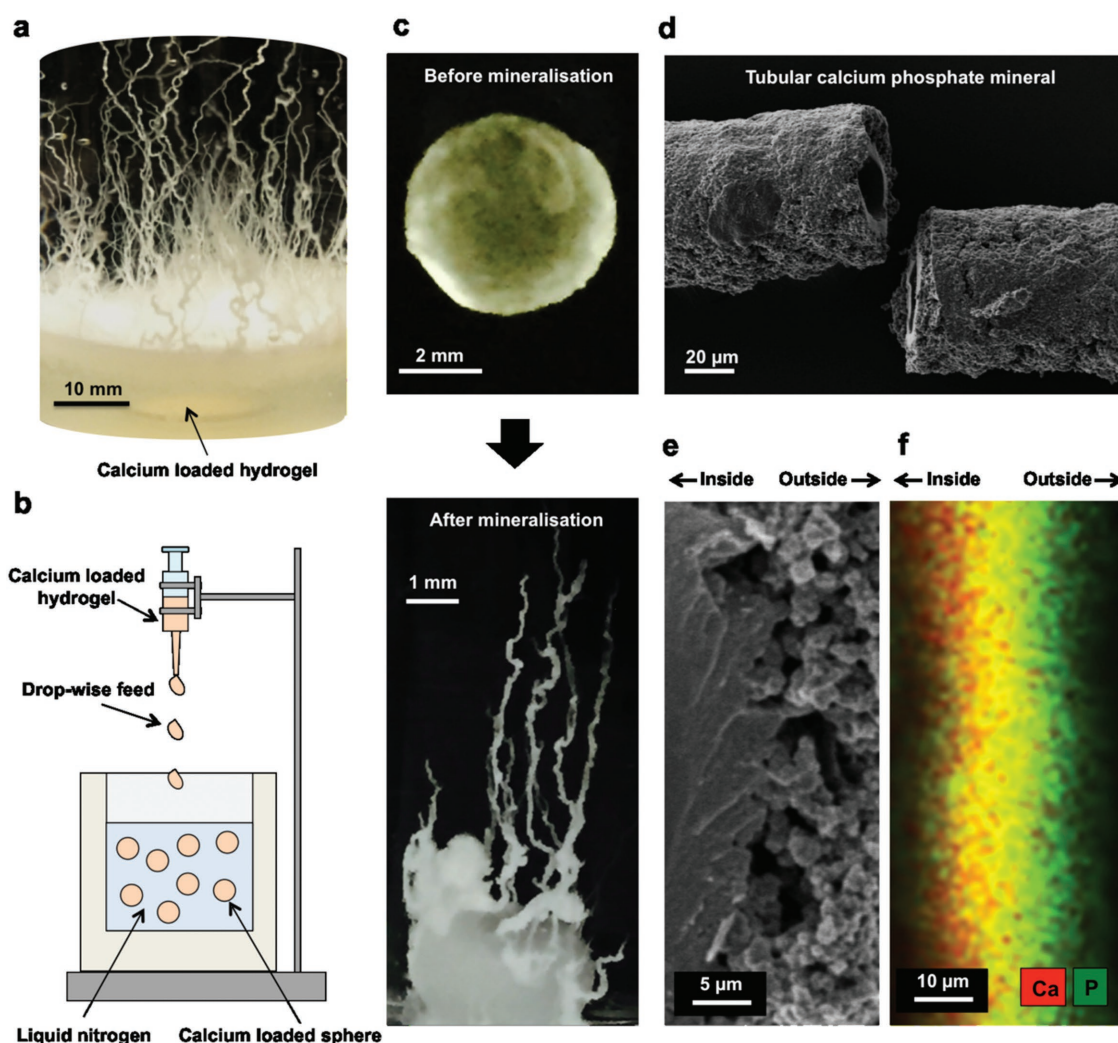 a
10 mm
Calcium loaded hydrogel
b
Calcium loaded
hydrogel
Drop-wise feed
Liquid nitrogen
Calcium loaded sphere
c
Before mineralisation
2 mm
After mineralisation
1 mm
d
Tubular calcium phosphate mineral
20 µm
e
Inside
Outside
5 µm
f
Inside
Outside
10 µm
Ca
P